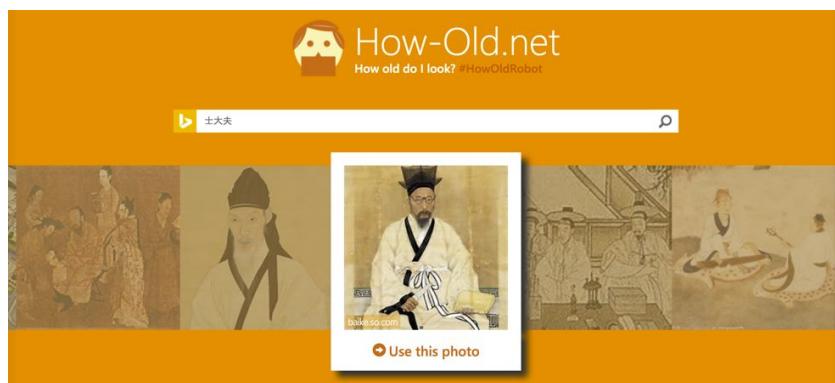 How-Old.net
How old do I look? #HowOldRobot
士大夫
baike.so.com
Use this photo